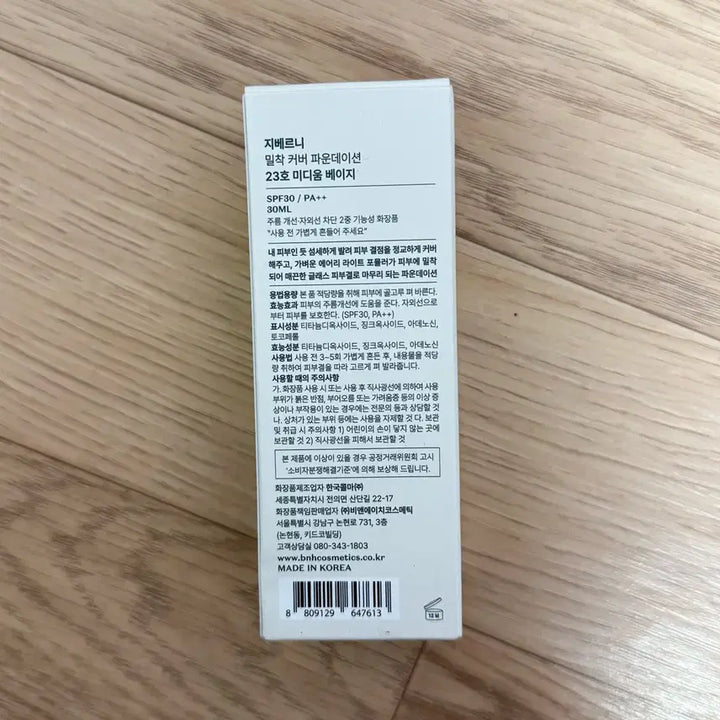 지베르니
밀착 커버 파운데이션
23호 미디움 베이지
SPF30 / PA++
30ML
주름 개선·자외선 차단 2중 기능성 화장품
"사용 전 가볍게 흔들어 주세요"
내 피부인 듯 섬세하게 발려 피부 결점을 정교하게 커버
해주고, 가벼운 에어리 라이트 포뮬러가 피부에 밀착
되어 매끈한 글래스 피부결로 마무리 되는 파운데이션
용법용량 본 품 적당량을 취해 피부에 골고루 펴 바른다.
효능효과 피부의 주름개선에 도움을 준다. 자외선으로
부터 피부를 보호한다. (SPF30, PA++)
표시성분 티타늄디옥사이드, 징크옥사이드, 아데노신,
토코페롤
효능성분 티타늄디옥사이드, 징크옥사이드, 아데노신
사용법 사용 전 3~5회 가볍게 흔든 후, 내용물을 적당
량 취하여 피부결을 따라 고르게 펴 발라줍니다.
사용할 때의 주의사항
가. 화장품 사용 시 또는 사용 후 직사광선에 의하여 사용
부위가 붉은 반점, 부어오름 또는 가려움증 등의 이상 증
상이나 부작용이 있는 경우에는 전문의 등과 상담할 것
나. 상처가 있는 부위 등에는 사용을 자제할 것 다. 보관
및 취급 시 주의사항 1) 어린이의 손이 닿지 않는 곳에
보관할 것 2) 직사광선을 피해서 보관할 것
본 제품에 이상이 있을 경우 공정거래위원회 고시
'소비자분쟁해결기준'에 의해 보상해 드립니다.
화장품제조업자 한국콜마㈜
세종특별자치시 전의면 산단길 22-17
화장품책임판매업자 ㈜비앤에이치코스메틱
서울특별시 강남구 논현로 731, 3층
(논현동, 키드코빌딩)
고객상담실 080-343-1803
www.bnhcosmetics.co.kr
MADE IN KOREA
8 809129 647613
12 M